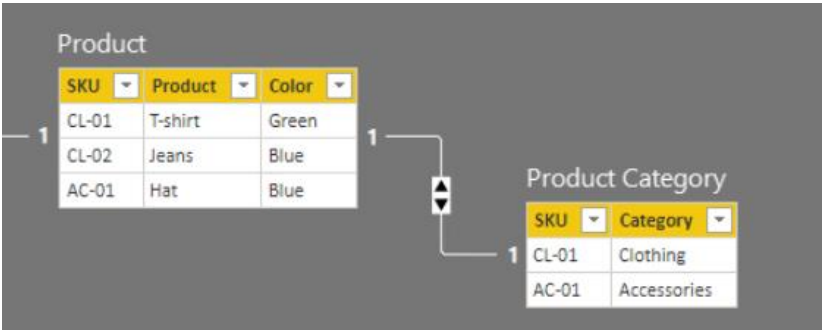 Product
SKU Product Color
CL-01 T-shirt Green
1
CL-02 Jeans Blue
1
AC-01 Hat Blue
Product Category
SKU Category
1
CL-01 Clothing
AC-01 Accessories